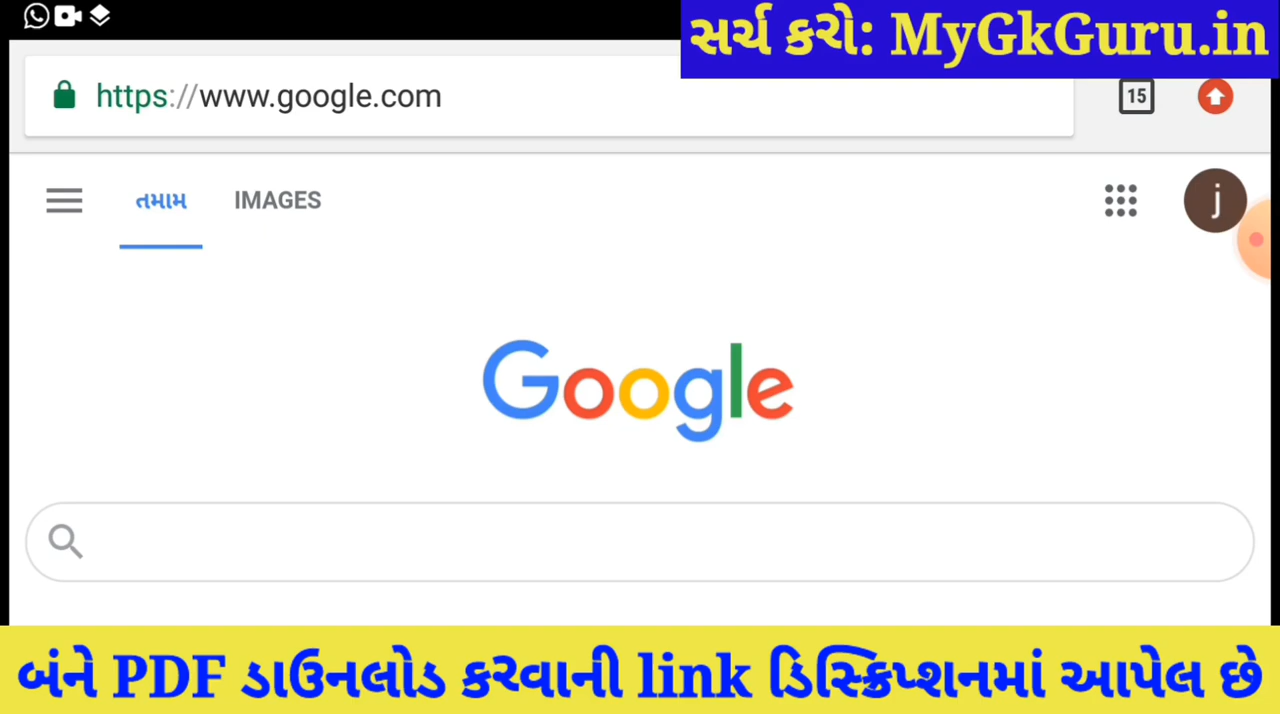 સર્ચ કરો: MyGkGuru.in
https://www.google.com
15
તમામ IMAGES
j
Google
બંને PDF ડાઉનલોડ કરવાની link ડિસ્ક્રિપ્શનમાં આપેલ છે